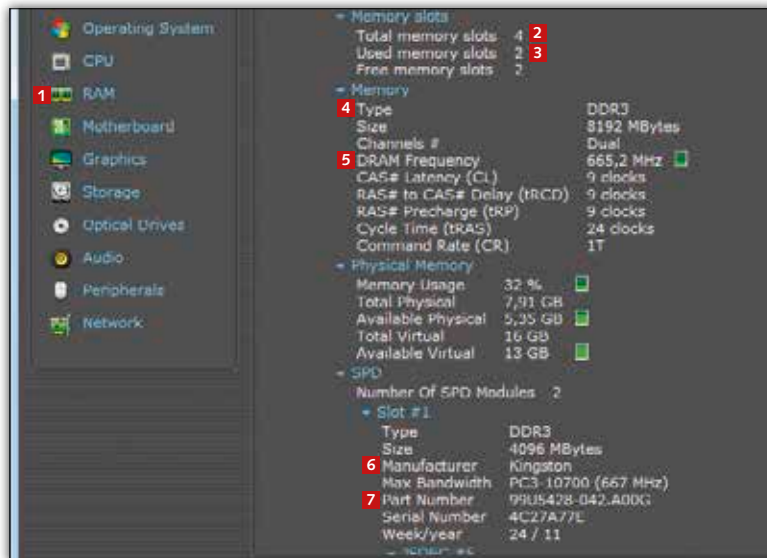 Operating System
CPU
1 RAM
Motherboard
Graphics
Storage
Optical Drives
Audio
Peripherals
Network
Memory slots
Total memory slots 4 2
Used memory slots 2 3
Free memory slots 2
Memory
4 Type DDR3
Size 8192 MBytes
Channels # Dual
5 DRAM Frequency 665,2 MHz
CAS# Latency (CL) 9 clocks
RAS# to CAS# Delay (tRCD) 9 clocks
RAS# Precharge (tRP) 9 clocks
Cycle Time (tRAS) 24 clocks
Command Rate (CR) 1T
Physical Memory
Memory Usage 32 %
Total Physical 7,91 GB
Available Physical 5,35 GB
Total Virtual 16 GB
Available Virtual 13 GB
SPD
Number Of SPD Modules 2
Slot #1
Type DDR3
Size 4096 MBytes
6 Manufacturer Kingston
Max Bandwidth PC3-10700 (667 MHz)
7 Part Number 99U5428-042.A00G
Serial Number 4C27A77E
Week/year 24 / 11